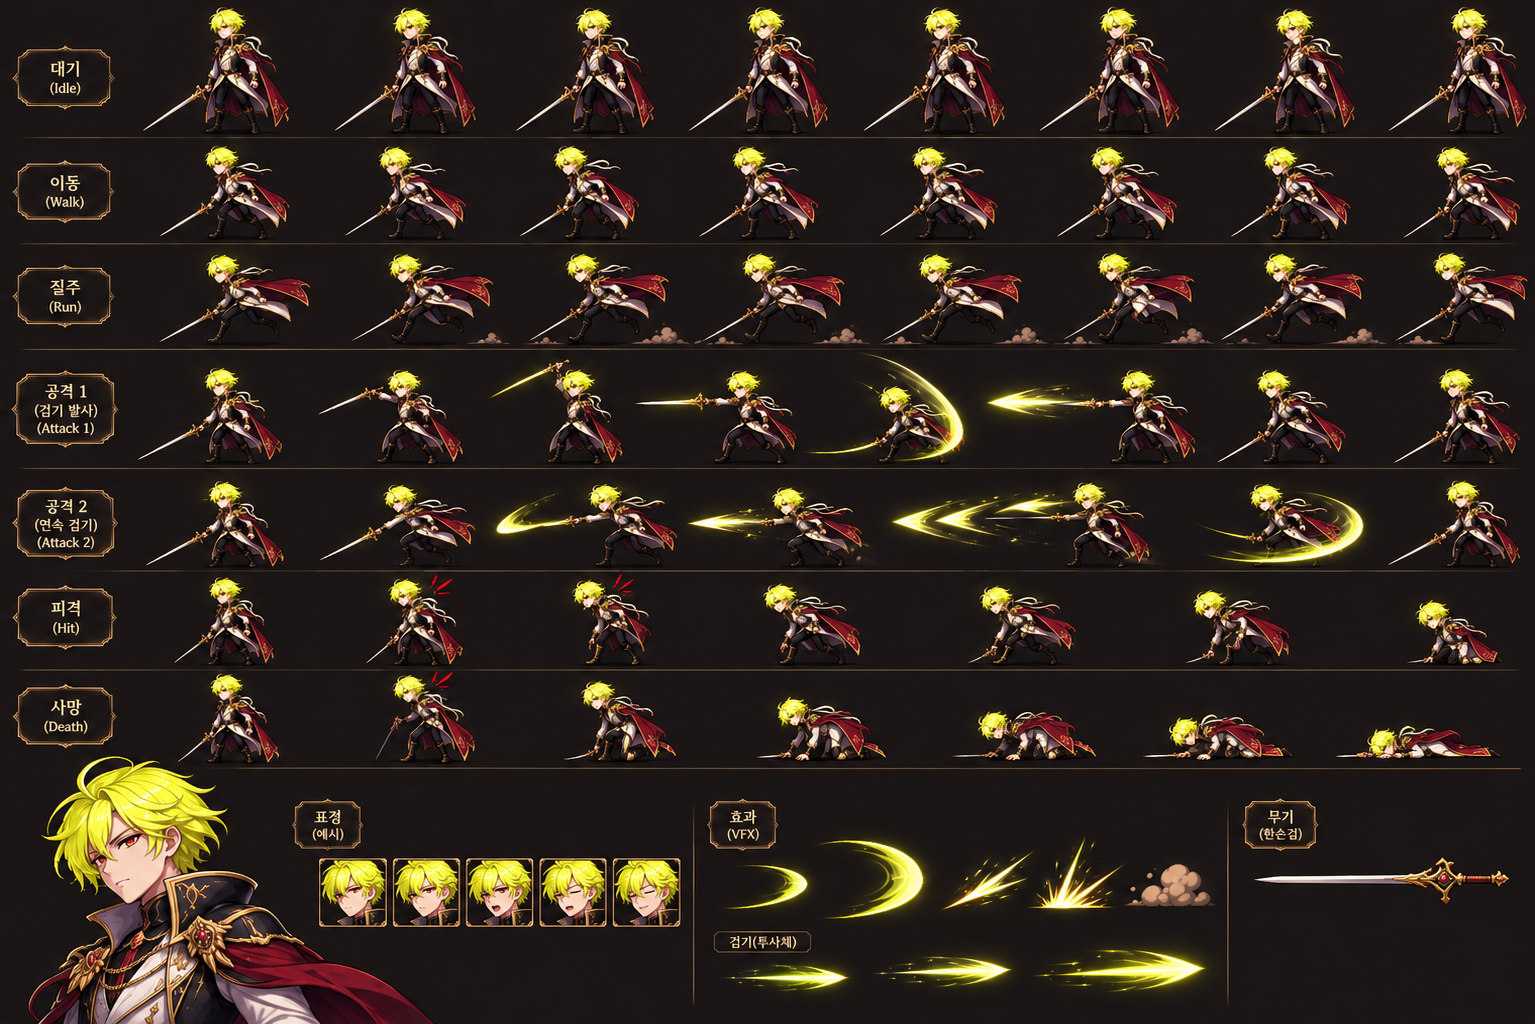 대기
(Idle)
이동
(Walk)
질주
(Run)
공격 1
(검기 발사)
(Attack 1)
공격 2
(연속 검기)
(Attack 2)
피격
(Hit)
사망
(Death)
표정
(예시)
효과
(VFX)
무기
(한손검)
검기(투사체)